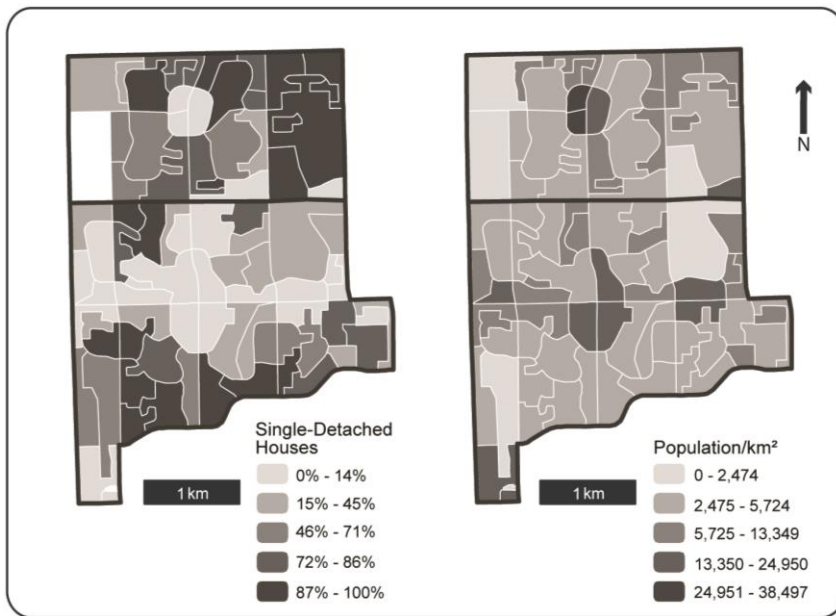 N
Single-Detached
Houses
0% - 14%
15% - 45%
46% - 71%
72% - 86%
87% - 100%
1 km
Population/km²
0 - 2,474
2,475 - 5,724
5,725 - 13,349
13,350 - 24,950
24,951 - 38,497
1 km